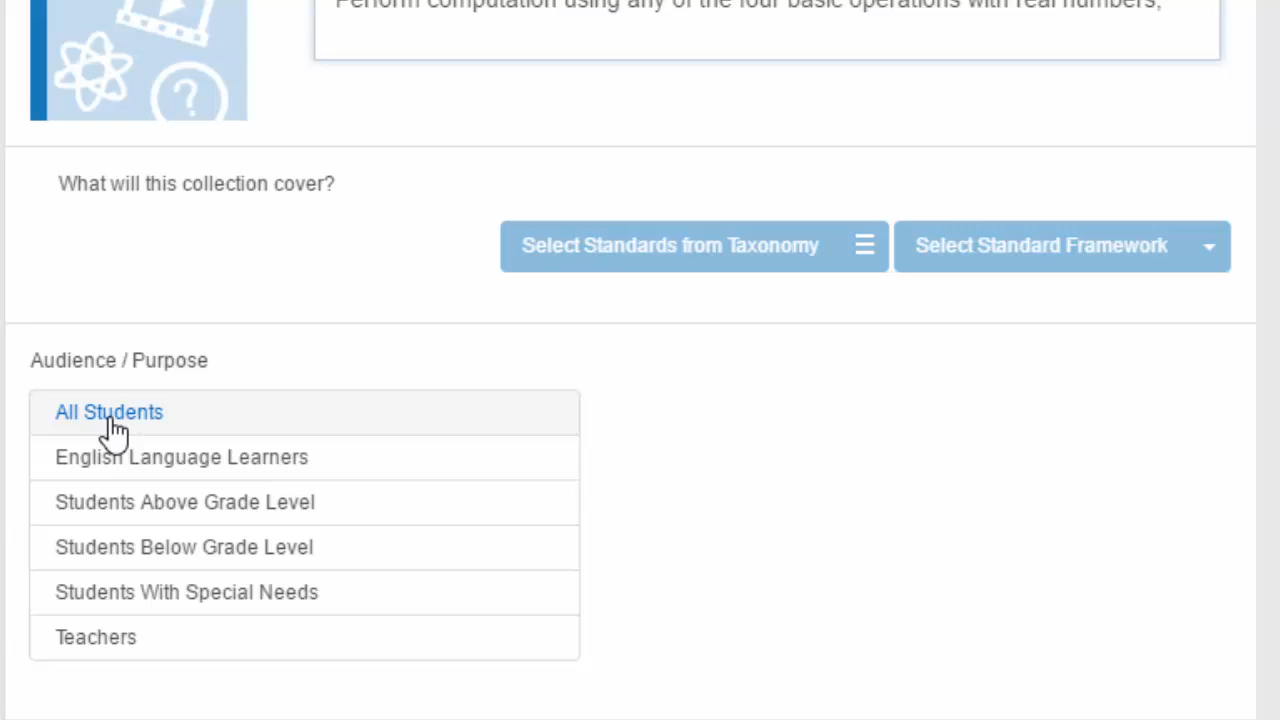 Perform computation using any of the four basic operations with real numbers,
What will this collection cover?
Select Standards from Taxonomy
Select Standard Framework
Audience / Purpose
All Students
English Language Learners
Students Above Grade Level
Students Below Grade Level
Students With Special Needs
Teachers